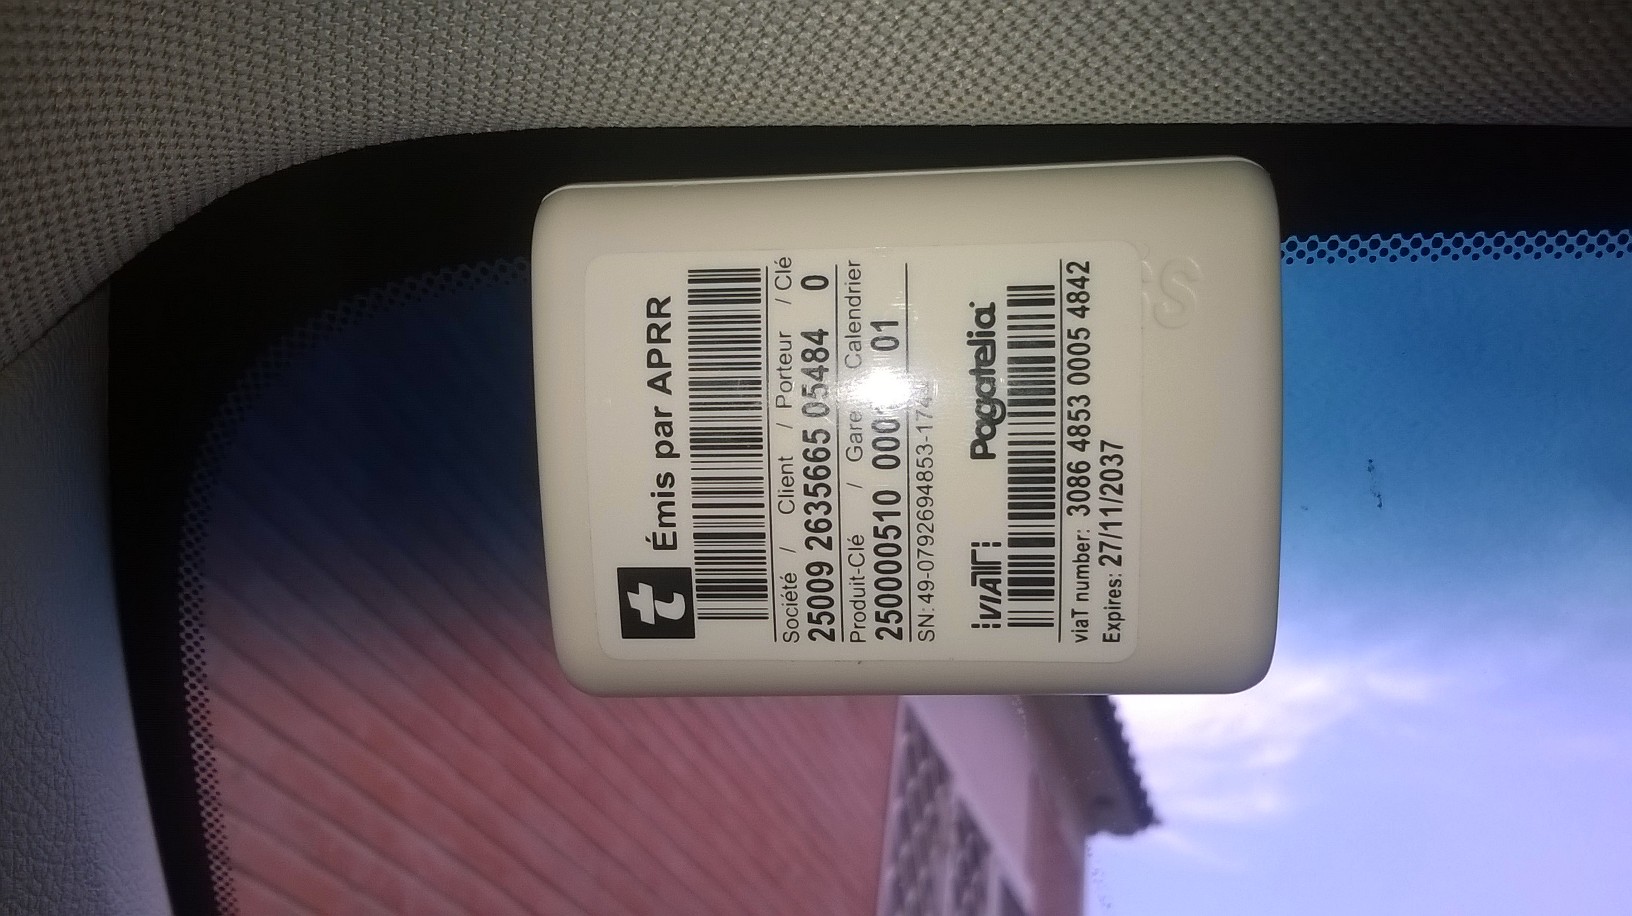 t Émis par APRR
Société / Client / Porteur / Clé
25009 2635665 05484 0
Produit-Clé / Gare Calendrier
250000510 01
viaT Pagatelia
viaT number: 3086 4853 0005 4842
Expires: 27/11/2037